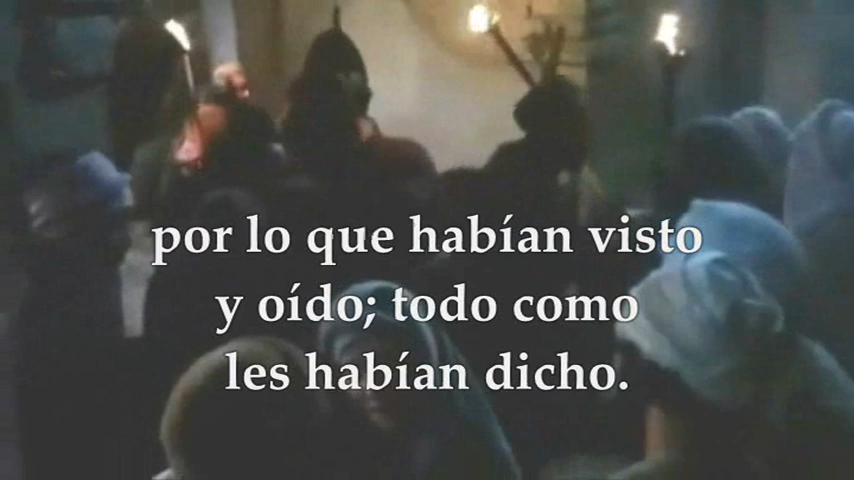 por lo que habían visto
y oído; todo como
les habían dicho.